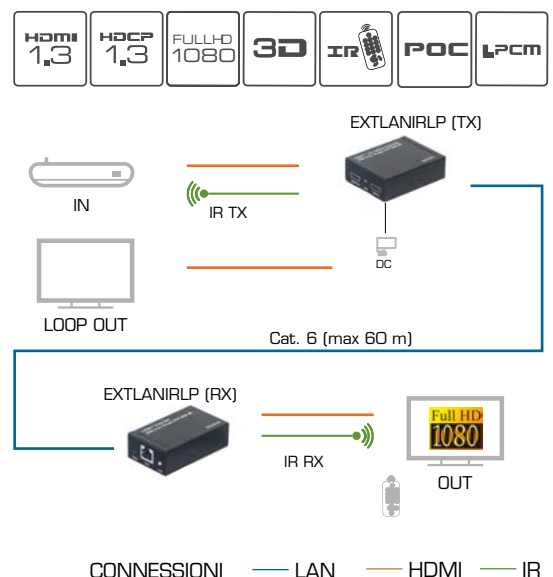 HDMI 1.3
HDCP 1.3
FULLHD 1080
3D
IR
POC
LPCM
EXTLANIRLP (TX)
IN
IR TX
DC
LOOP OUT
Cat. 6 (max 60 m)
EXTLANIRLP (RX)
Full HD
1080
IR RX
OUT
CONNESSIONI LAN HDMI IR